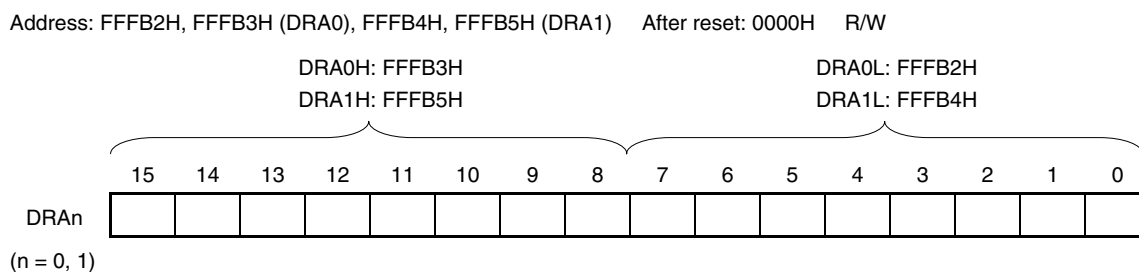 Address: FFFB2H, FFFB3H (DRA0), FFFB4H, FFFB5H (DRA1) After reset: 0000H R/W
DRA0H: FFFB3H DRA0L: FFFB2H
DRA1H: FFFB5H DRA1L: FFFB4H
15 14 13 12 11 10 9 8 7 6 5 4 3 2 1 0
DRAn
(n = 0, 1)